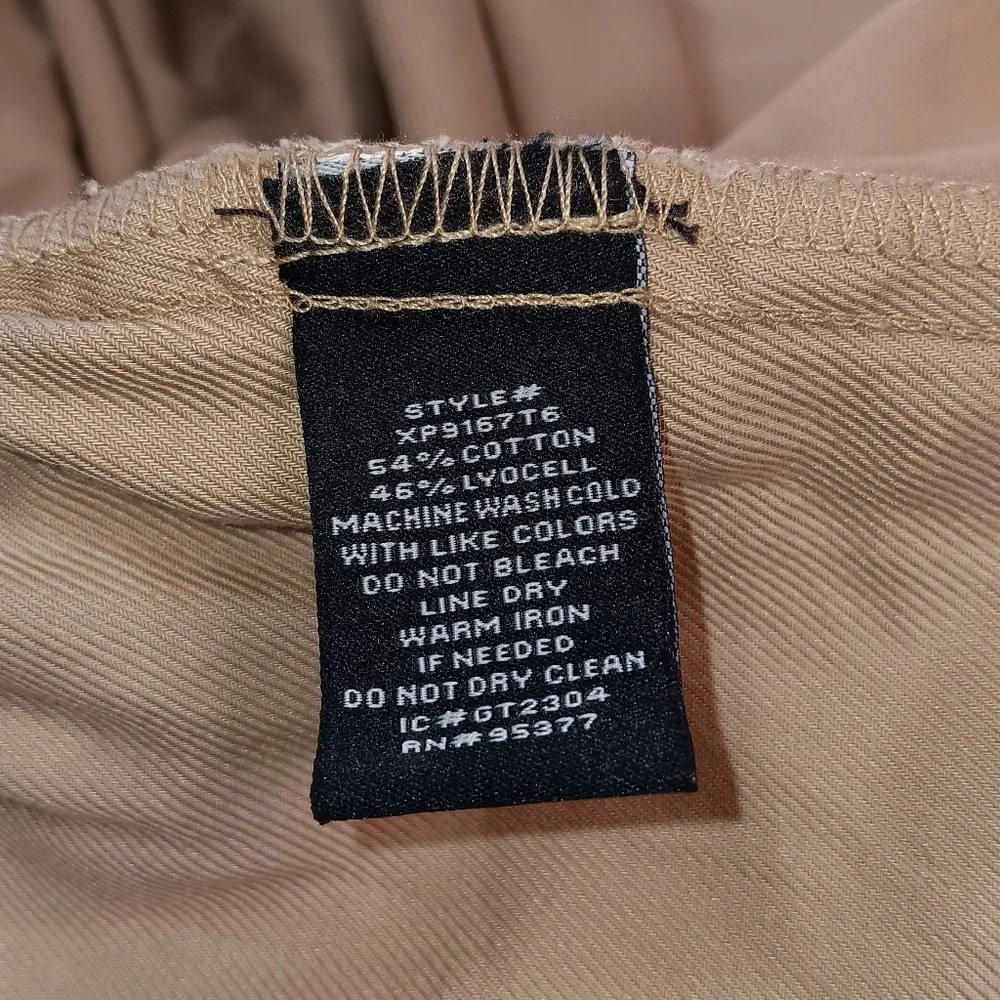 STYLE#
XP9167T6
54% COTTON
46% LYOCELL
MACHINE WASH COLD
WITH LIKE COLORS
DO NOT BLEACH
LINE DRY
WARM IRON
IF NEEDED
DO NOT DRY CLEAN
IC#GT2304
RN#95377